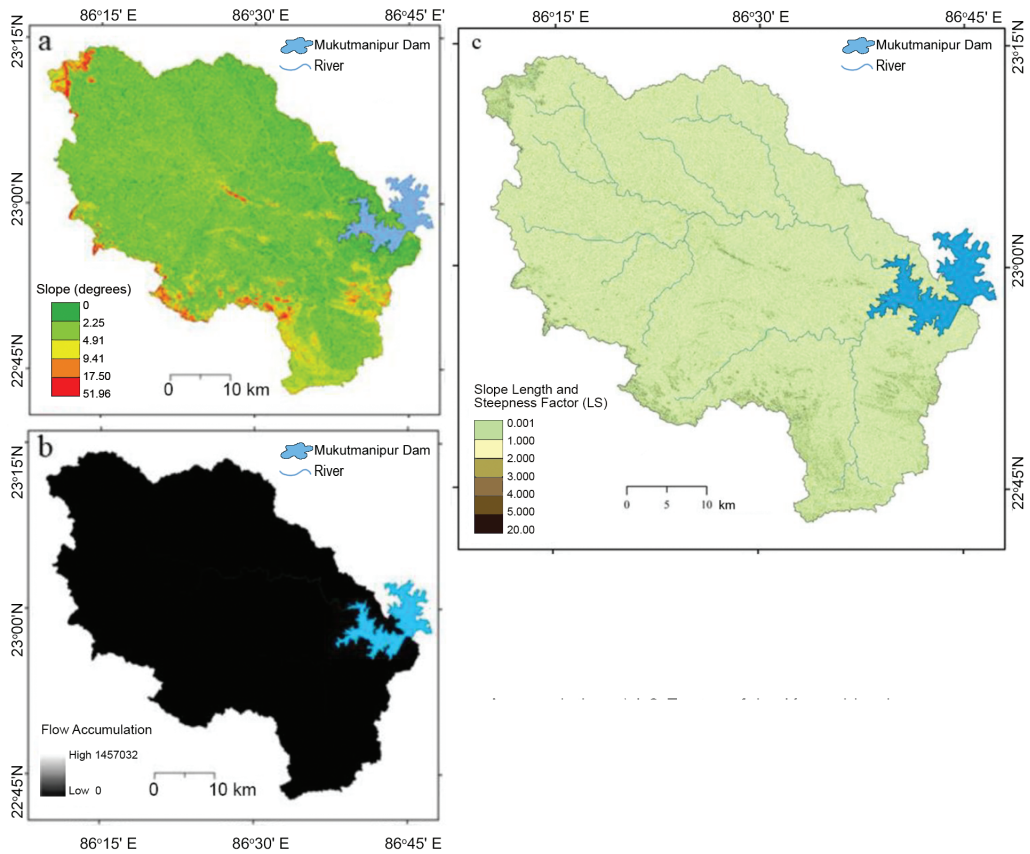 86°15' E 86°30' E 86°45' E'
23°15'N
23°00'N
22°45'N
a
Mukutmanipur Dam
River
Slope (degrees)
0
2.25
4.91
9.41
17.50
51.96
0 10 km
b
Mukutmanipur Dam
River
23°15'N
23°00'N
22°45'N
Flow Accumulation
High 1457032
Low 0
0 10 km
86°15' E 86°30' E 86°45' E
86°15' E 86°30' E 86°45' E
c
Mukutmanipur Dam
River
23°15'N
23°00'N
22°45'N
Slope Length and
Steepness Factor (LS)
0.001
1.000
2.000
3.000
4.000
5.000
20.00
0 5 10 km